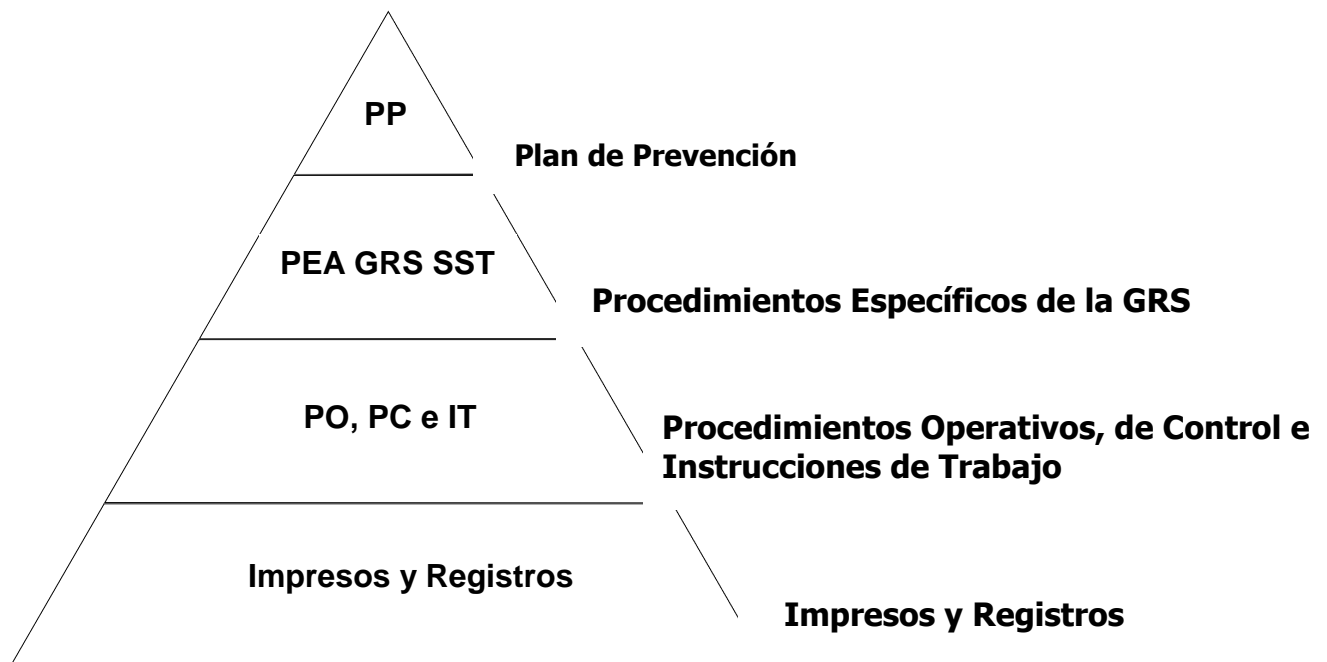 PP
Plan de Prevención
PEA GRS SST
Procedimientos Específicos de la GRS
PO, PC e IT
Procedimientos Operativos, de Control e
Instrucciones de Trabajo
Impresos y Registros
Impresos y Registros